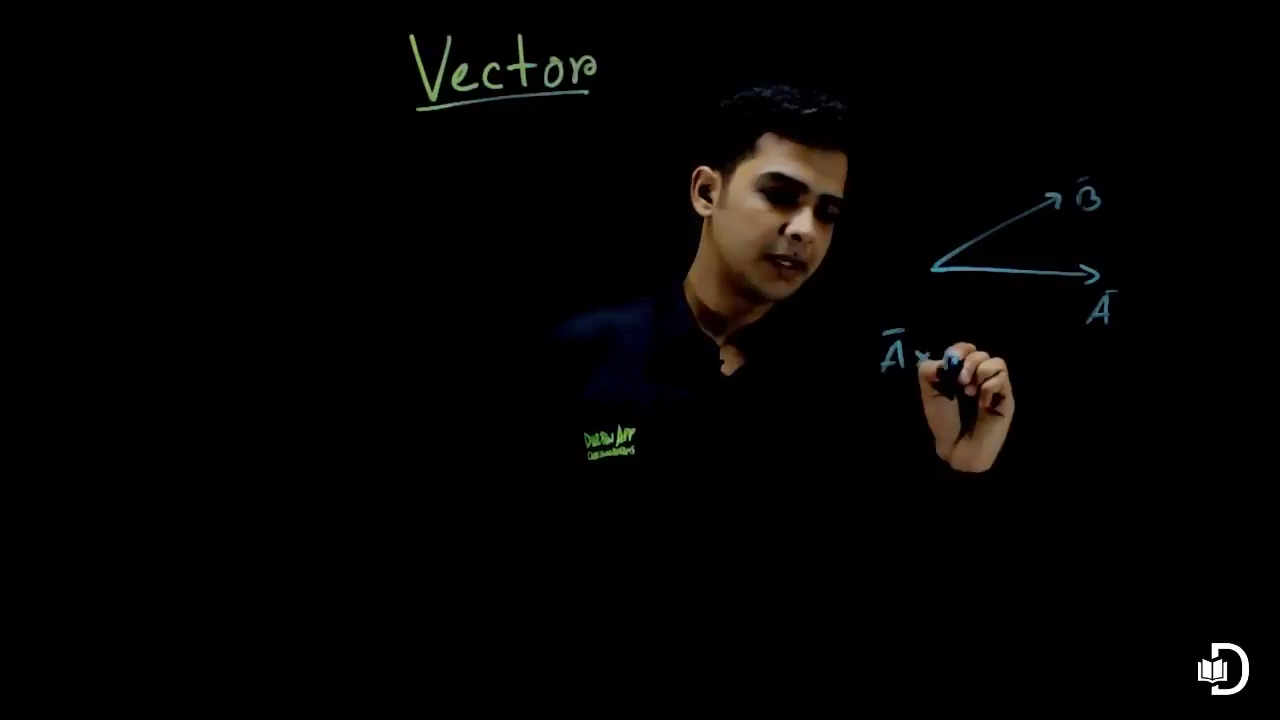 Vector
B̄
Ā
Ā ×